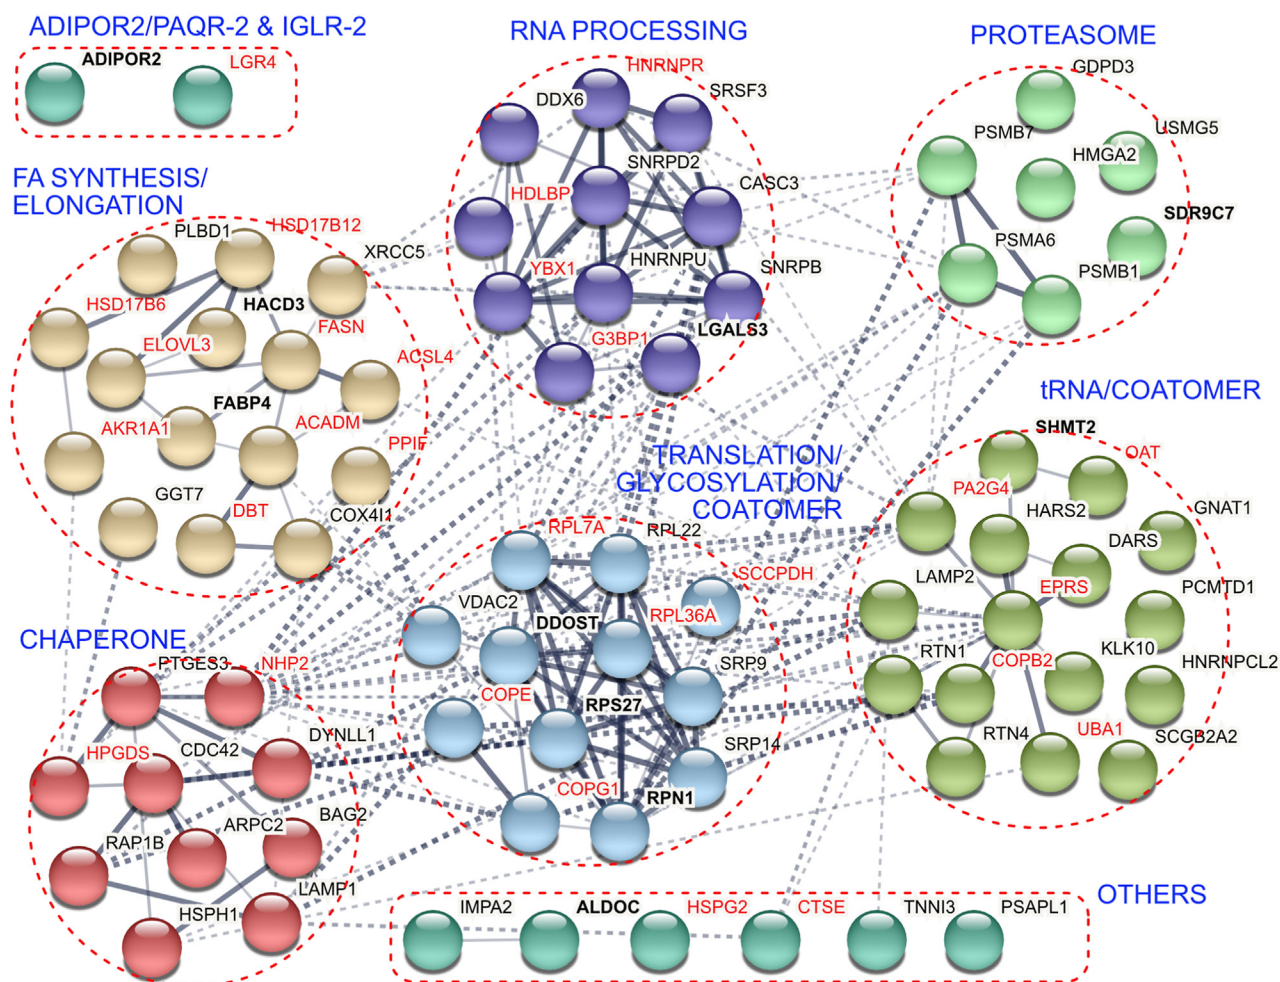 ADIPOR2/PAQR-2 & IGLR-2
ADIPOR2
LGR4
RNA PROCESSING
HNRNPR
DDX6
SRSF3
SNRPD2
HDLBP
CASC3
YBX1
HNRNPU
SNRPB
G3BP1
LGALS3
PROTEASOME
GDPD3
PSMB7
USMG5
HMGA2
SDR9C7
PSMA6
PSMB1
FA SYNTHESIS/
ELONGATION
PLBD1
HSD17B12
XRCC5
HSD17B6
HACD3
FASN
ELOVL3
ACSL4
FABP4
AKR1A1
ACADM
PPIF
GGT7
DBT
COX4I1
TRANSLATION/
GLYCOSYLATION/
COATOMER
RPL7A
RPL22
SCCPDH
VDAC2
DDOST
RPL36A
SRP9
COPE
RPS27
SRP14
COPG1
RPN1
tRNA/COATOMER
SHMT2
OAT
PA2G4
HARS2
GNAT1
DARS
LAMP2
EPRS
PCMTD1
RTN1
COPB2
KLK10
HNRNPCL2
RTN4
UBA1
SCGB2A2
CHAPERONE
PTGES3
NHP2
HPGDS
CDC42
DYNLL1
RAP1B
ARPC2
BAG2
HSPH1
LAMP1
OTHERS
IMPA2
ALDOC
HSPG2
CTSE
TNNI3
PSAPL1